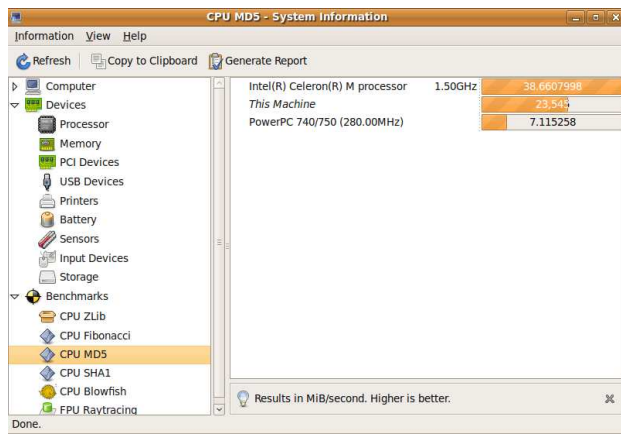 CPU MD5 - System Information
Information View Help
Refresh Copy to Clipboard Generate Report
Computer
Devices
Processor
Memory
PCI Devices
USB Devices
Printers
Battery
Sensors
Input Devices
Storage
Benchmarks
CPU ZLib
CPU Fibonacci
CPU MD5
CPU SHA1
CPU Blowfish
FPU Raytracing
Intel(R) Celeron(R) M processor 1.50GHz 38.6607998
This Machine 23,545
PowerPC 740/750 (280.00MHz) 7.115258
Results in MiB/second. Higher is better.
Done.